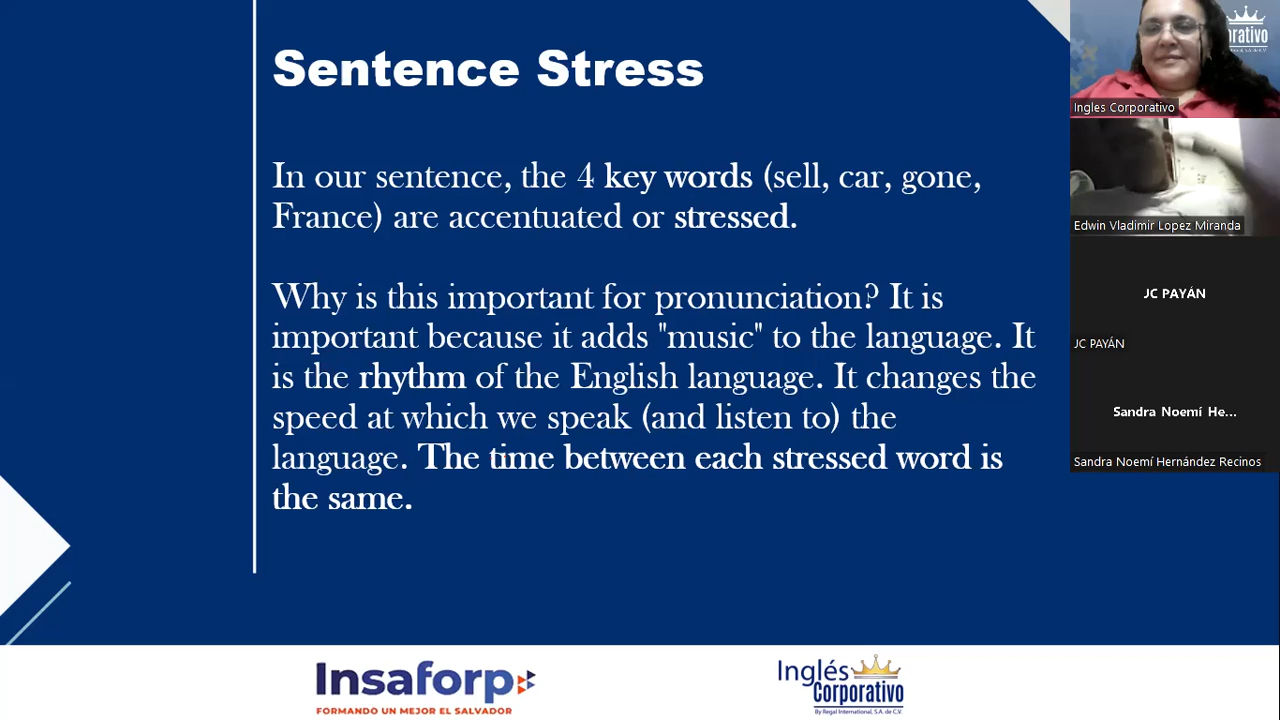 Sentence Stress
In our sentence, the 4 key words (sell, car, gone,
France) are accentuated or stressed.
Why is this important for pronunciation? It is
important because it adds "music" to the language. It
is the rhythm of the English language. It changes the
speed at which we speak (and listen to) the
language. The time between each stressed word is
the same.
Ingles Corporativo
Edwin Vladimir Lopez Miranda
JC PAYÁN
JC PAYÁN
Sandra Noemí He...
Sandra Noemí Hernández Recinos
Insaforp
FORMANDO UN MEJOR EL SALVADOR
Inglés
Corporativo
By Regal International, S.A. de C.V.